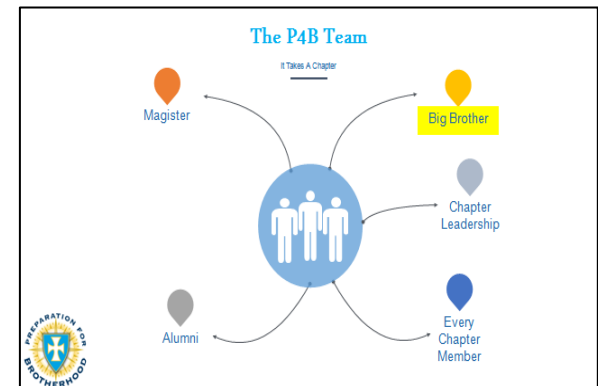 The P4B Team
It Takes A Chapter
Magister
Big Brother
Chapter
Leadership
Alumni
Every
Chapter
Member
PREPARATION FOR
BROTHERHOOD